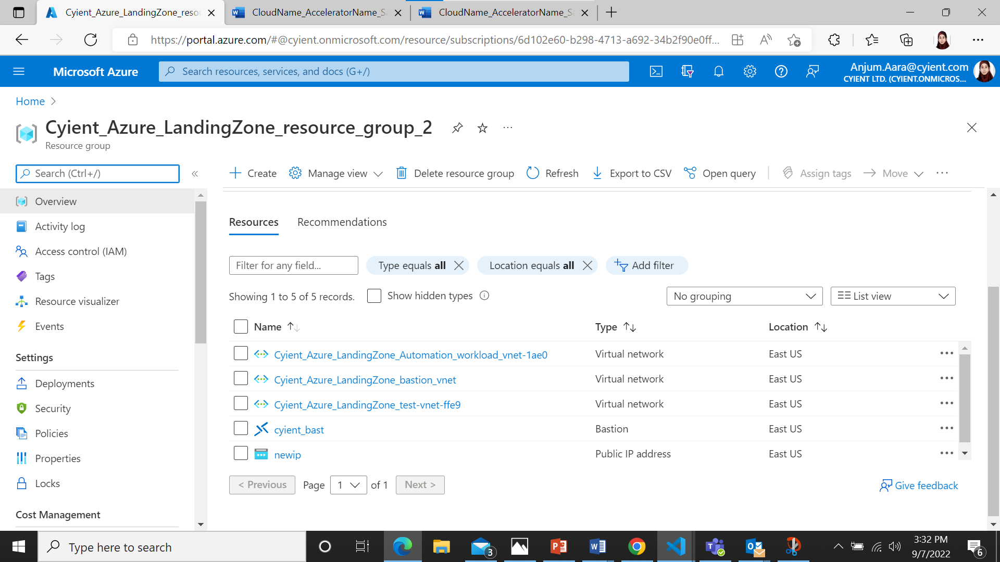 Cyient_Azure_LandingZone_reso
CloudName_AcceleratorName_S
CloudName_AcceleratorName_S
https://portal.azure.com/#@cyient.onmicrosoft.com/resource/subscriptions/6d102e60-b298-4713-a692-34b2f90e0ff...
Microsoft Azure
Search resources, services, and docs (G+/)
Anjum.Aara@cyient.com
CYIENT LTD. (CYIENT.ONMICROS...
Home >
Cyient_Azure_LandingZone_resource_group_2
Resource group
Search (Ctrl+/)
Create
Manage view
Delete resource group
Refresh
Export to CSV
Open query
Assign tags
Move
Overview
Activity log
Access control (IAM)
Tags
Resource visualizer
Events
Settings
Deployments
Security
Policies
Properties
Locks
Cost Management
Resources
Recommendations
Filter for any field...
Type equals all
Location equals all
Add filter
Showing 1 to 5 of 5 records.
Show hidden types
No grouping
List view
Name Type Location
Cyient_Azure_LandingZone_Automation_workload_vnet-1ae0 Virtual network East US
Cyient_Azure_LandingZone_bastion_vnet Virtual network East US
Cyient_Azure_LandingZone_test-vnet-ffe9 Virtual network East US
cyient_bast Bastion East US
newip Public IP address East US
< Previous Page 1 of 1 Next >
Give feedback
Type here to search
3
3:32 PM
9/7/2022
6